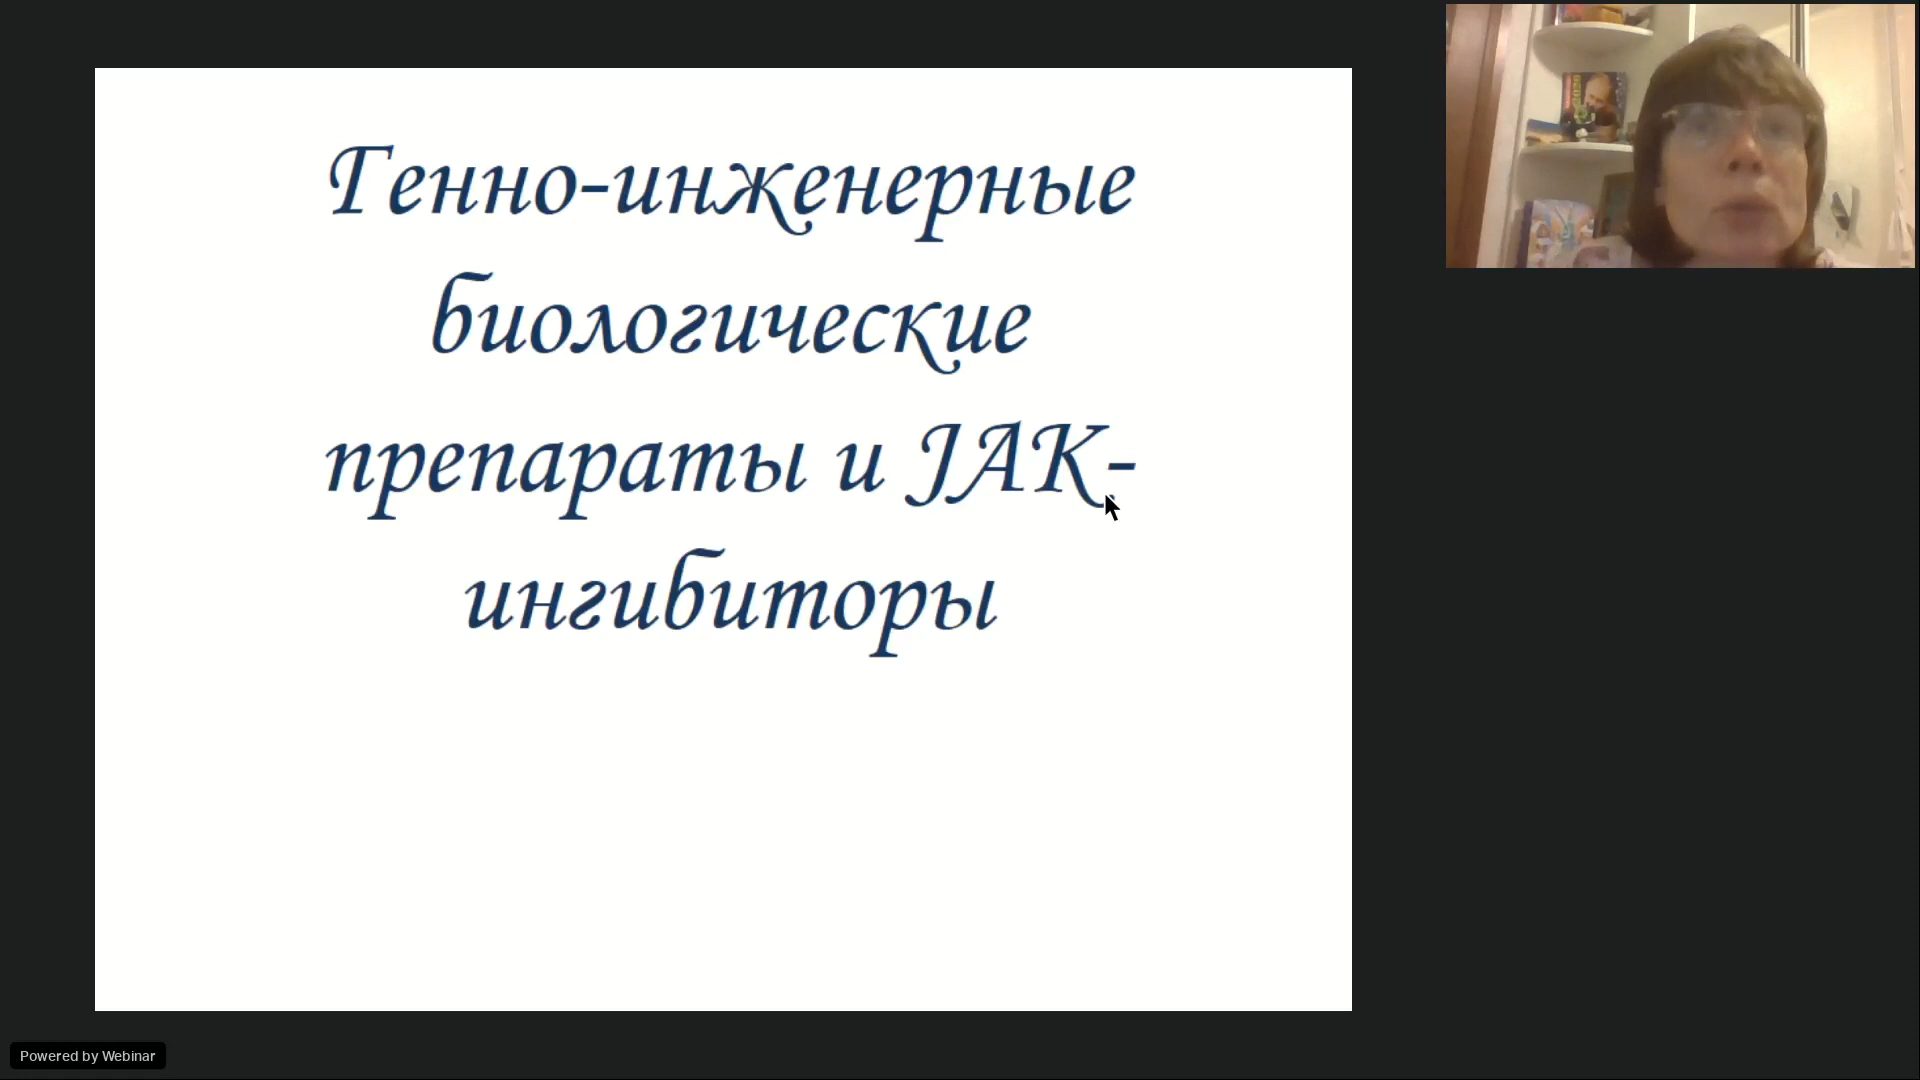 Генно-инженерные
биологические
препараты и JAK-
ингибиторы
Powered by Webinar